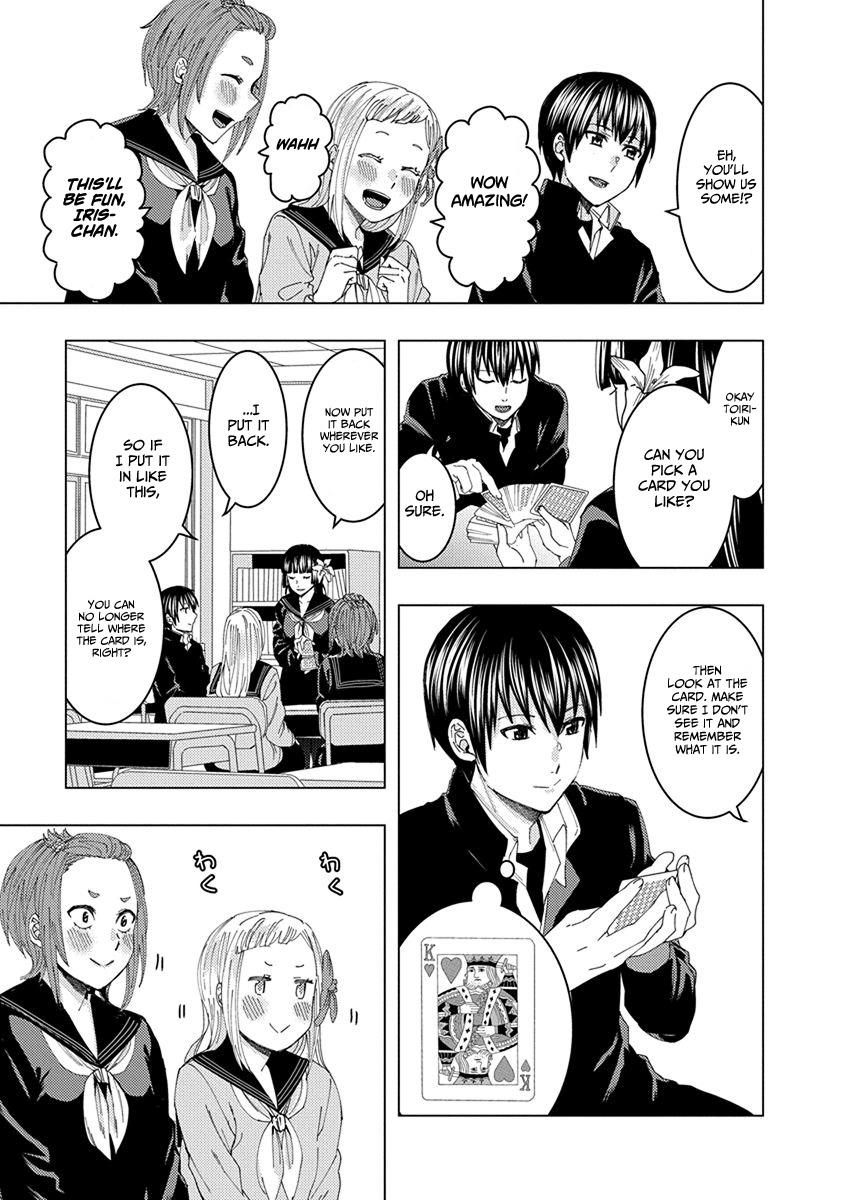 EH,
YOU'LL
SHOW US
SOME!?
WOW
AMAZING!
WAHH
THIS'LL
BE FUN,
IRIS-
CHAN.
OKAY
TOIRI-
KUN
CAN YOU
PICK A
CARD YOU
LIKE?
OH
SURE.
THEN
LOOK AT THE
CARD. MAKE
SURE I DON'T
SEE IT AND
REMEMBER
WHAT IT IS.
K
K
NOW PUT
IT BACK
WHEREVER
YOU LIKE.
...I
PUT IT
BACK.
SO IF
I PUT IT
IN LIKE
THIS,
YOU CAN
NO LONGER
TELL WHERE
THE CARD IS,
RIGHT?
わく
わく